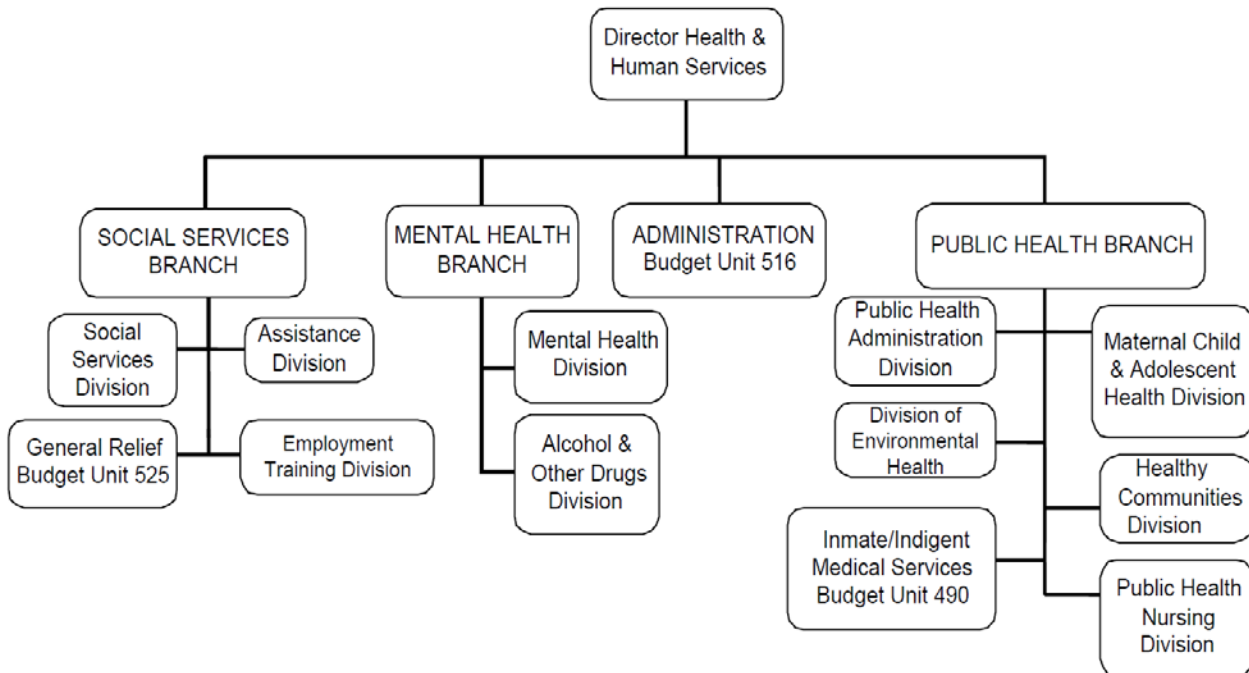 Director Health &
Human Services
SOCIAL SERVICES
BRANCH
MENTAL HEALTH
BRANCH
ADMINISTRATION
Budget Unit 516
PUBLIC HEALTH BRANCH
Social
Services
Division
Assistance
Division
General Relief
Budget Unit 525
Employment
Training Division
Mental Health
Division
Alcohol &
Other Drugs
Division
Public Health
Administration
Division
Maternal Child
& Adolescent
Health Division
Division of
Environmental
Health
Healthy
Communities
Division
Inmate/Indigent
Medical Services
Budget Unit 490
Public Health
Nursing
Division